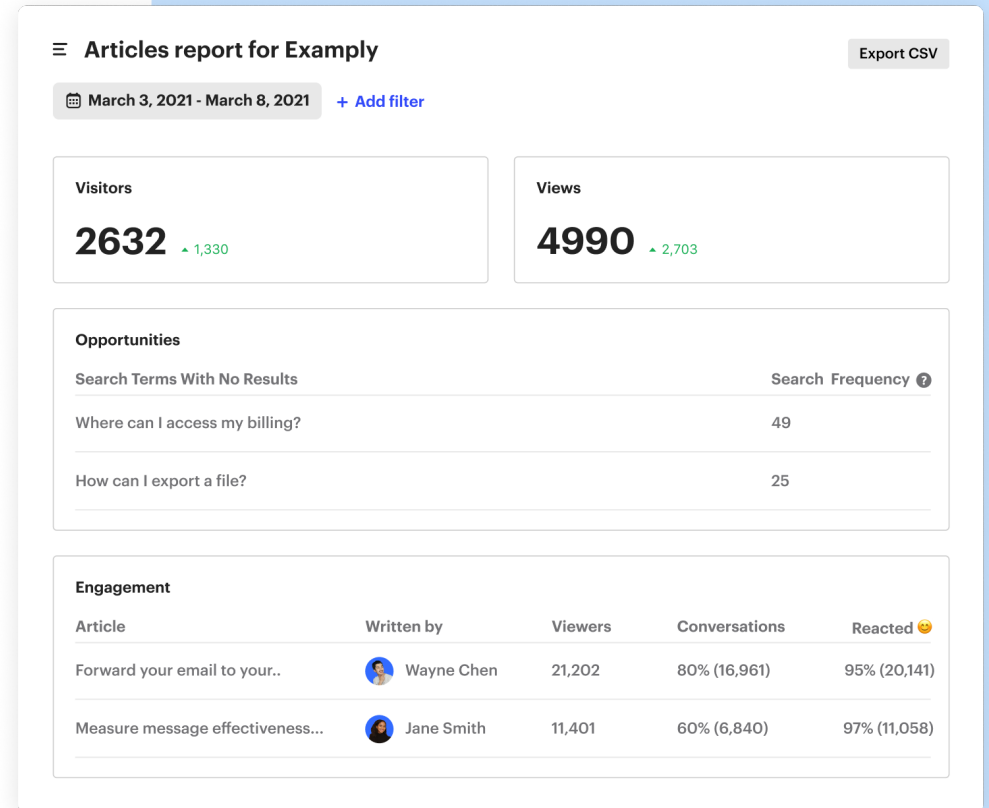 Articles report for Examply
Export CSV
March 3, 2021 - March 8, 2021
+ Add filter
Visitors
2632 1,330
Views
4990 2,703
Opportunities
Search Terms With No Results Search Frequency ?
Where can I access my billing? 49
How can I export a file? 25
Engagement
Article Written by Viewers Conversations Reacted 😊
Forward your email to your.. Wayne Chen 21,202 80% (16,961) 95% (20,141)
Measure message effectiveness... Jane Smith 11,401 60% (6,840) 97% (11,058)